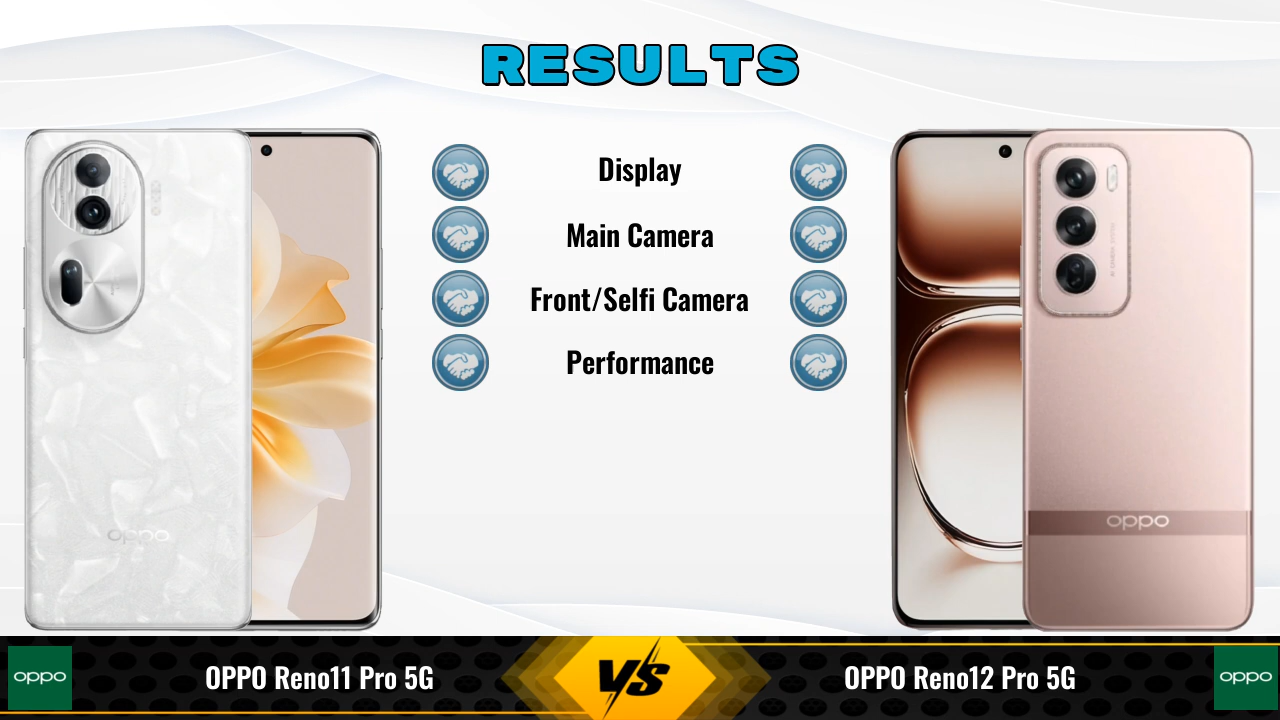 RESULTS
Display
Main Camera
Front/Selfi Camera
Performance
oppo
oppo
oppo
OPPO Reno11 Pro 5G
VS
OPPO Reno12 Pro 5G
oppo